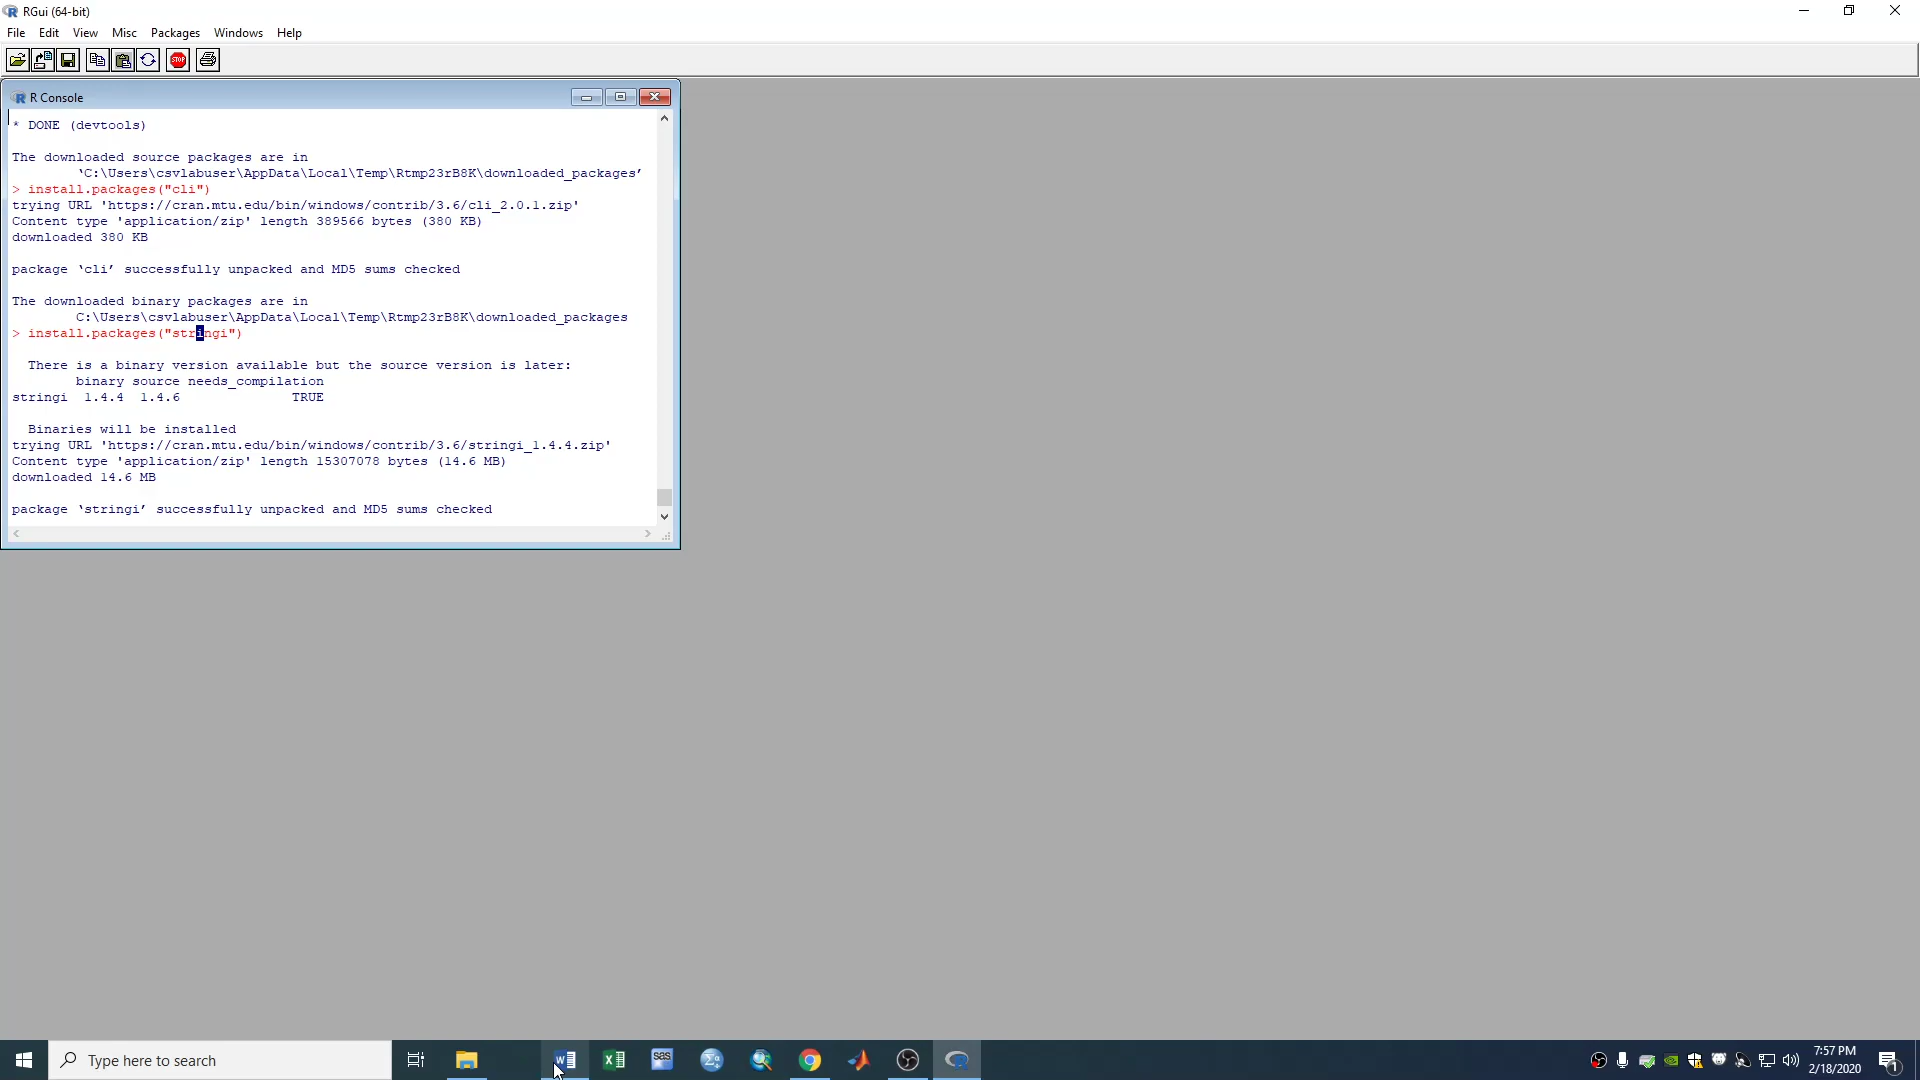 RGui (64-bit)
File Edit View Misc Packages Windows Help
STOP
R Console
* DONE (devtools)
The downloaded source packages are in
‘C:\Users\csvlabuser\AppData\Local\Temp\Rtmp23rB8K\downloaded_packages’
> install.packages("cli")
trying URL 'https://cran.mtu.edu/bin/windows/contrib/3.6/cli_2.0.1.zip'
Content type 'application/zip' length 389566 bytes (380 KB)
downloaded 380 KB
package ‘cli’ successfully unpacked and MD5 sums checked
The downloaded binary packages are in
C:\Users\csvlabuser\AppData\Local\Temp\Rtmp23rB8K\downloaded_packages
> install.packages("stringi")
There is a binary version available but the source version is later:
binary source needs_compilation
stringi 1.4.4 1.4.6 TRUE
Binaries will be installed
trying URL 'https://cran.mtu.edu/bin/windows/contrib/3.6/stringi_1.4.4.zip'
Content type 'application/zip' length 15307078 bytes (14.6 MB)
downloaded 14.6 MB
package ‘stringi’ successfully unpacked and MD5 sums checked
Type here to search
sas
7:57 PM
2/18/2020
1